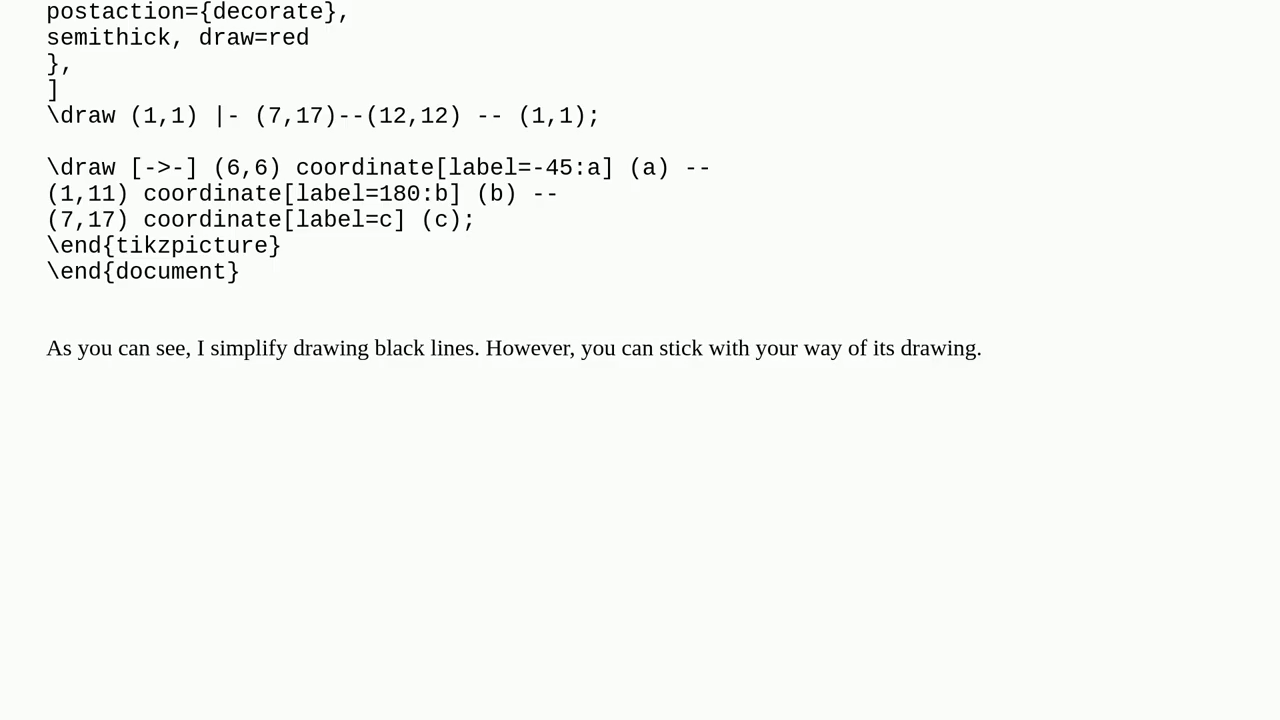 postaction={decorate},
semithick, draw=red
},
]
\draw (1,1) |- (7,17)--(12,12) -- (1,1);
\draw [->-] (6,6) coordinate[label=-45:a] (a) --
(1,11) coordinate[label=180:b] (b) --
(7,17) coordinate[label=c] (c);
\end{tikzpicture}
\end{document}
As you can see, I simplify drawing black lines. However, you can stick with your way of its drawing.